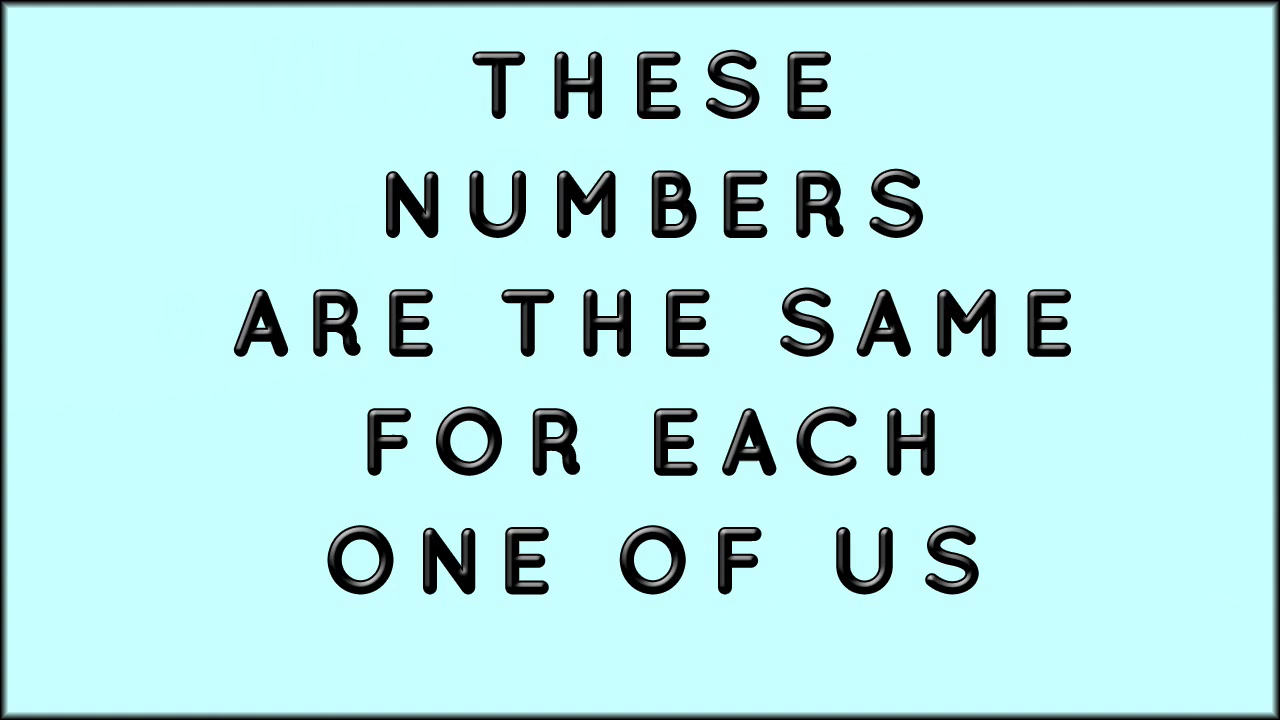 THESE
NUMBERS
ARE THE SAME
FOR EACH
ONE OF US